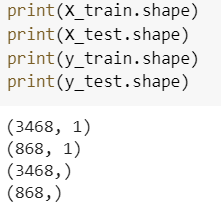 print(X_train.shape)
print(X_test.shape)
print(y_train.shape)
print(y_test.shape)
(3468, 1)
(868, 1)
(3468,)
(868,)